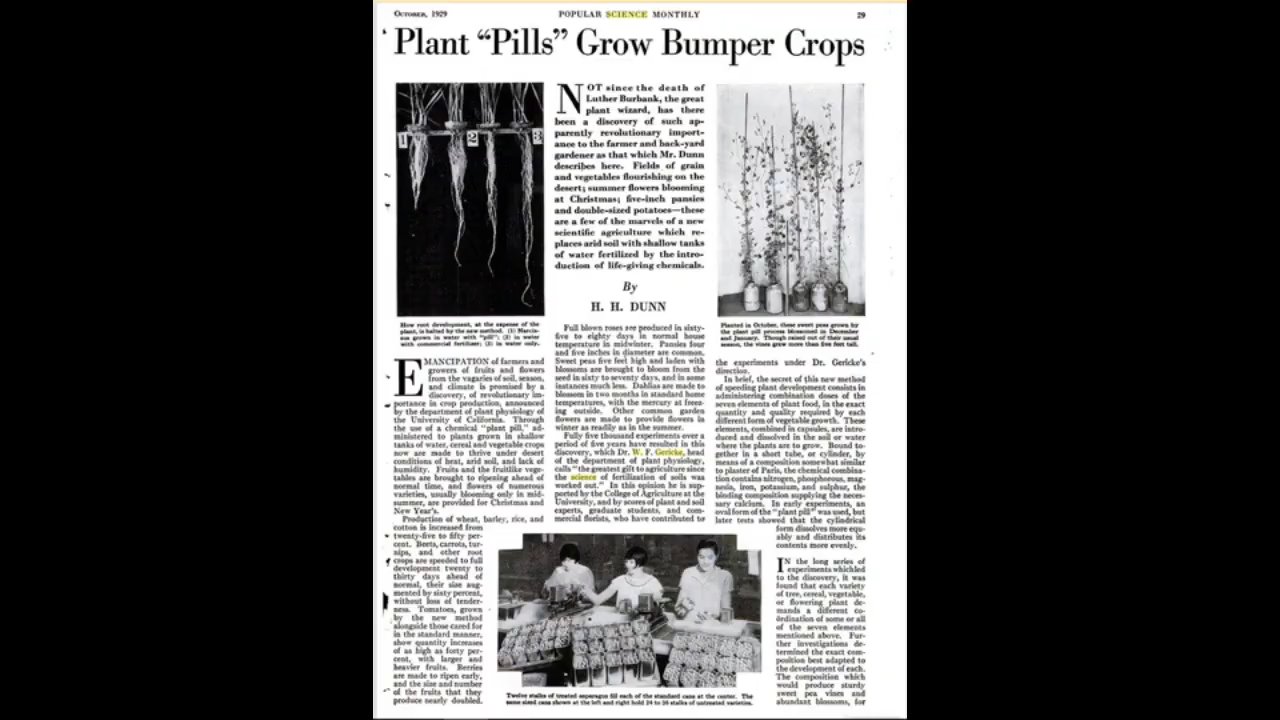 October, 1929
POPULAR SCIENCE MONTHLY
29
Plant “Pills” Grow Bumper Crops
1
2
3
How root development, at the expense of the
plant, is halted by the new method. (1) Narcis-
sus grown in water with "pill"; (2) in water
with commercial fertilizer; (3) in water only.
EMANCIPATION of farmers and
growers of fruits and flowers
from the vagaries of soil, season,
and climate is promised by a
discovery, of revolutionary im-
portance in crop production, announced
by the department of plant physiology of
the University of California. Through
the use of a chemical "plant pill," ad-
ministered to plants grown in shallow
tanks of water, cereal and vegetable crops
now are made to thrive under desert
conditions of heat, arid soil, and lack of
humidity. Fruits and the fruitlike vege-
tables are brought to ripening ahead of
normal time, and flowers of numerous
varieties, usually blooming only in mid-
summer, are provided for Christmas and
New Year's.
Production of wheat, barley, rice, and
cotton is increased from
twenty-five to fifty per
cent. Beets, carrots, tur-
nips, and other root
crops are speeded to full
development twenty to
thirty days ahead of
normal, their size aug-
mented by sixty percent,
without loss of tender-
ness. Tomatoes, grown
by the new method
alongside those cared for
in the standard manner,
show quantity increases
of as high as forty per-
cent, with larger and
heavier fruits. Berries
are made to ripen early,
and the size and number
of the fruits that they
produce nearly doubled.
NOT since the death of
Luther Burbank, the great
plant wizard, has there
been a discovery of such ap-
parently revolutionary import-
ance to the farmer and back-yard
gardener as that which Mr. Dunn
describes here. Fields of grain
and vegetables flourishing on the
desert; summer flowers blooming
at Christmas; five-inch pansies
and double-sized potatoes—these
are a few of the marvels of a new
scientific agriculture which re-
places arid soil with shallow tanks
of water fertilized by the intro-
duction of life-giving chemicals.
By
H. H. DUNN
Full blown roses are produced in sixty-
five to eighty days in normal house
temperature in midwinter. Pansies four
and five inches in diameter are common.
Sweet peas five feet high and laden with
blossoms are brought to bloom from the
seed in sixty to seventy days, and in some
instances much less. Dahlias are made to
blossom in two months in standard home
temperatures, with the mercury at freez-
ing outside. Other common garden
flowers are made to provide flowers in
winter as readily as in the summer.
Fully five thousand experiments over a
period of five years have resulted in this
discovery, which Dr. W. F. Gericke, head
of the department of plant physiology,
calls "the greatest gift to agriculture since
the science of fertilization of soils was
worked out." In this opinion he is sup-
ported by the College of Agriculture at the
University, and by scores of plant and soil
experts, graduate students, and com-
mercial florists, who have contributed to
Planted in October, these sweet peas grown by
the plant pill process blossomed in December
and January. Though raised out of their usual
season, the vines grew more than five feet tall.
the experiments under Dr. Gericke's
direction.
In brief, the secret of this new method
of speeding plant development consists in
administering combination doses of the
seven elements of plant food, in the exact
quantity and quality required by each
different form of vegetable growth. These
elements, combined in capsules, are intro-
duced and dissolved in the soil or water
where the plants are to grow. Bound to-
gether in a short tube, or cylinder, by
means of a composition somewhat similar
to plaster of Paris, the chemical combina-
tion contains nitrogen, phosphorous, mag-
nesia, iron, potassium, and sulphur, the
binding composition supplying the neces-
sary calcium. In early experiments, an
oval form of the "plant pill" was used, but
later tests showed that the cylindrical
form dissolves more equ-
ably and distributes its
contents more evenly.
IN the long series of
experiments which led
to the discovery, it was
found that each variety
of tree, cereal, vegetable,
or flowering plant de-
mands a different co-
ordination of some or all
of the seven elements
mentioned above. Fur-
ther investigations de-
termined the exact com-
position best adapted to
the development of each.
The composition which
would produce sturdy
sweet pea vines and
abundant blossoms, for
Twelve stalks of treated asparagus fill each of the standard cans at the center. The
same sized cans shown at the left and right hold 24 to 36 stalks of untreated varieties.